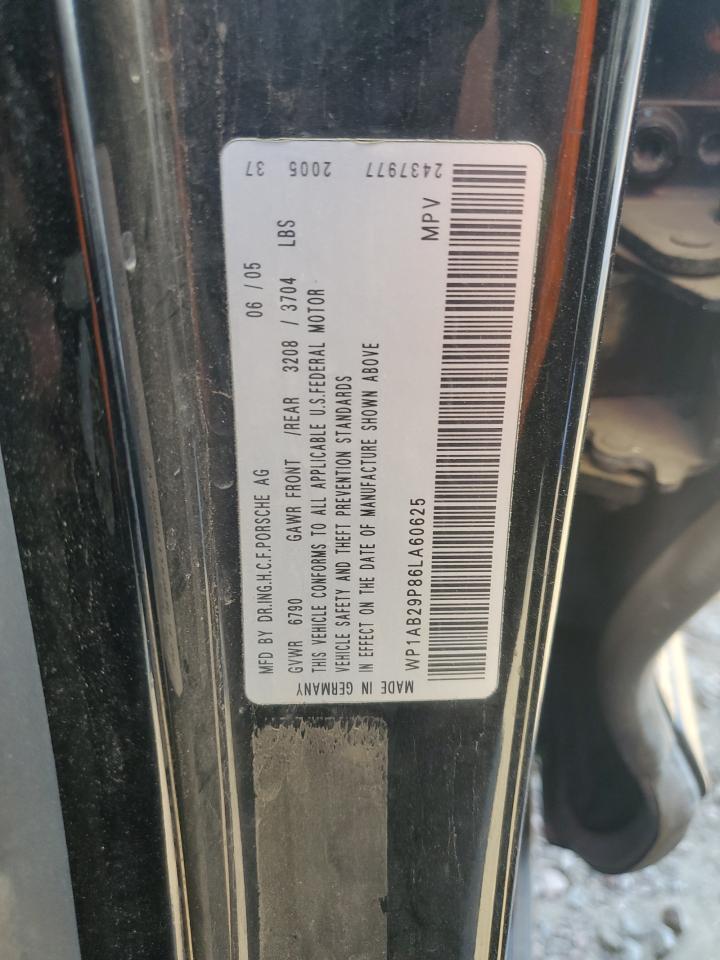 MFD BY DR.ING.H.C.F.PORSCHE AG 06 / 05
GVWR 6790 GAWR FRONT /REAR 3208 / 3704 LBS
THIS VEHICLE CONFORMS TO ALL APPLICABLE U.S.FEDERAL MOTOR
VEHICLE SAFETY AND THEFT PREVENTION STANDARDS
IN EFFECT ON THE DATE OF MANUFACTURE SHOWN ABOVE
WP1AB29P86LA60625 MPV
MADE IN GERMANY
2437977 2005 37